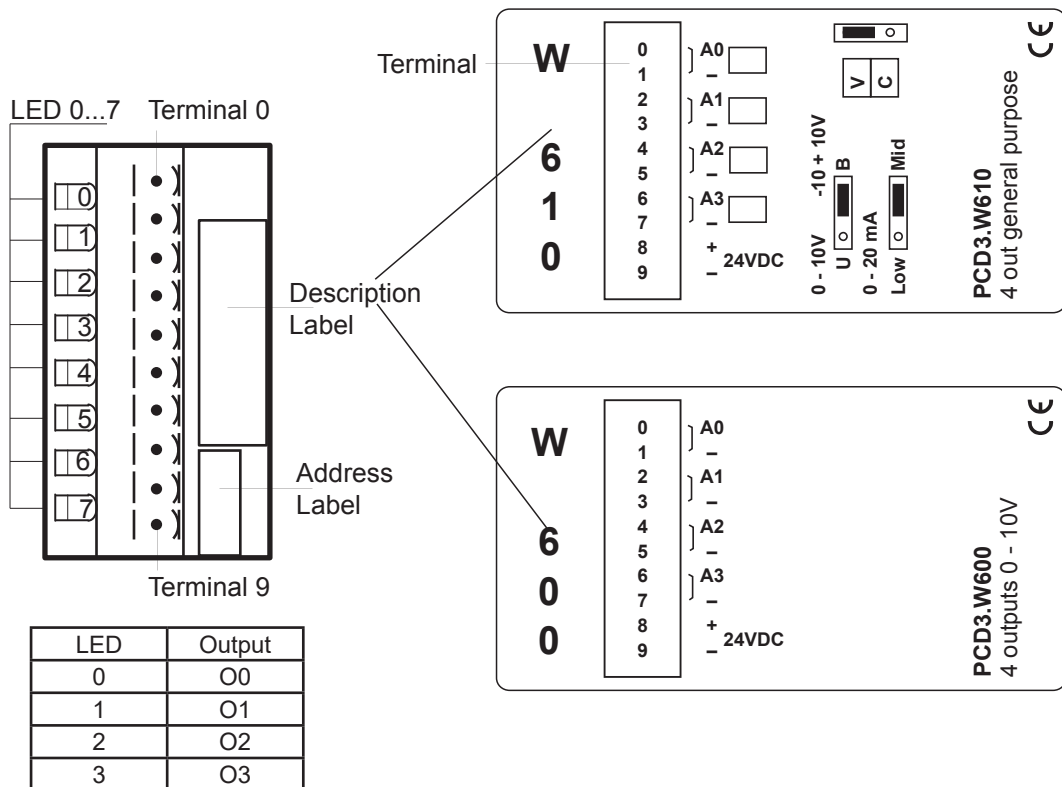 LED 0...7
Terminal 0
0
1
2
3
4
5
6
7
Terminal 9
Description
Label
Address
Label
LED Output
0 O0
1 O1
2 O2
3 O3
Terminal
W
6
1
0
0
1
2
3
4
5
6
7
8
9
A0
–
A1
–
A2
–
A3
–
+
–
24VDC
V
C
0 - 10V
-10 + 10V
U
B
0 - 20 mA
Low
Mid
PCD3.W610
4 out general purpose
CE
W
6
0
0
0
1
2
3
4
5
6
7
8
9
A0
–
A1
–
A2
–
A3
–
+
–
24VDC
PCD3.W600
4 outputs 0 - 10V
CE